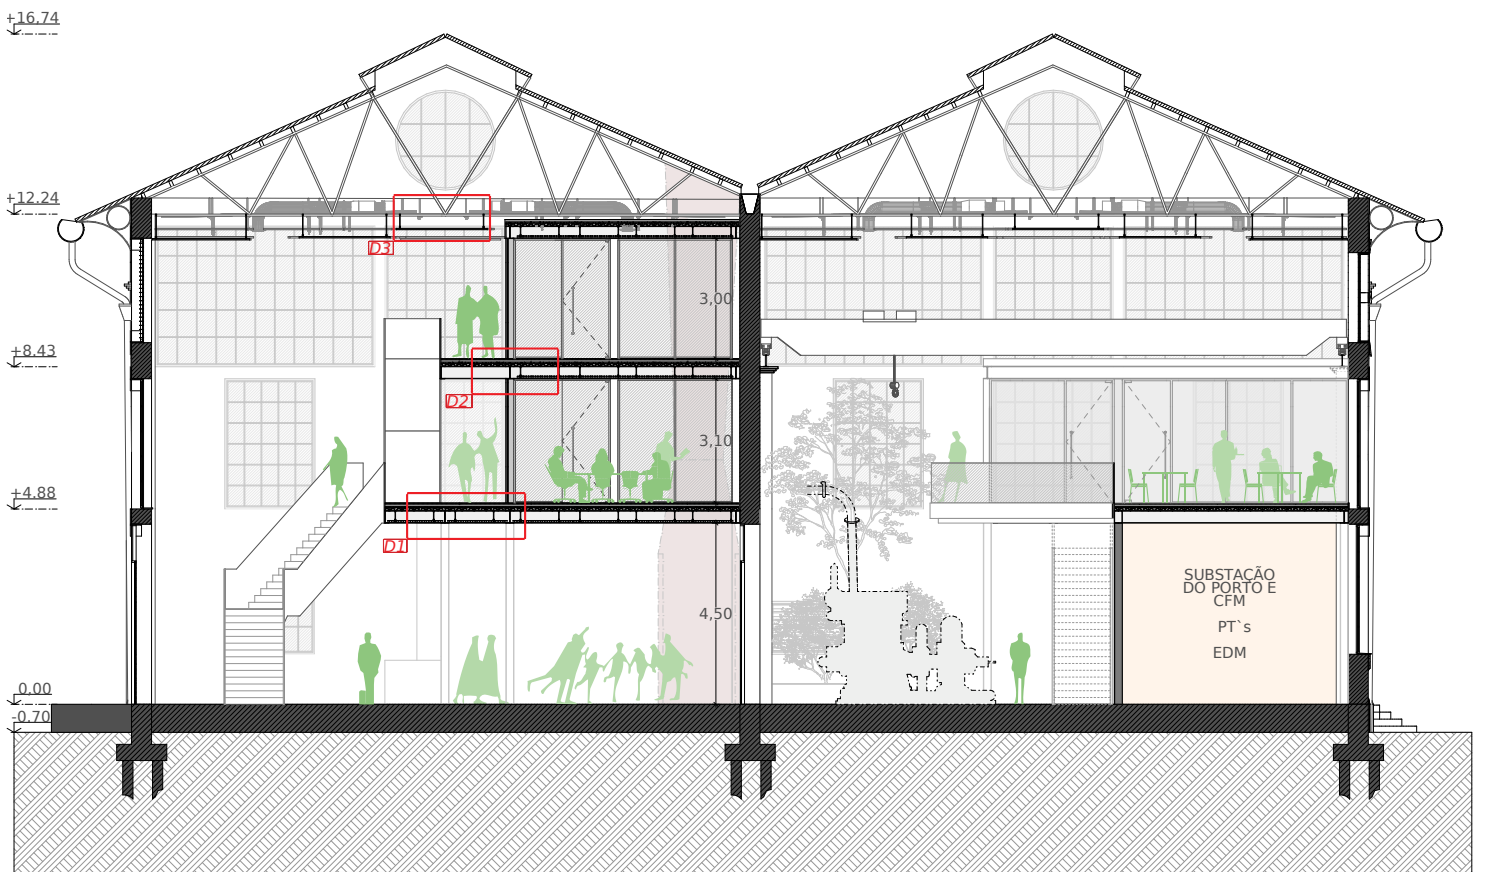 +16,74
+12,24
D3
3,00
+8,43
D2
3,10
+4.88
D1
SUBSTAÇÃO
DO PORTO E
CFM
4,50
PT`s
EDM
0,00
-0.70